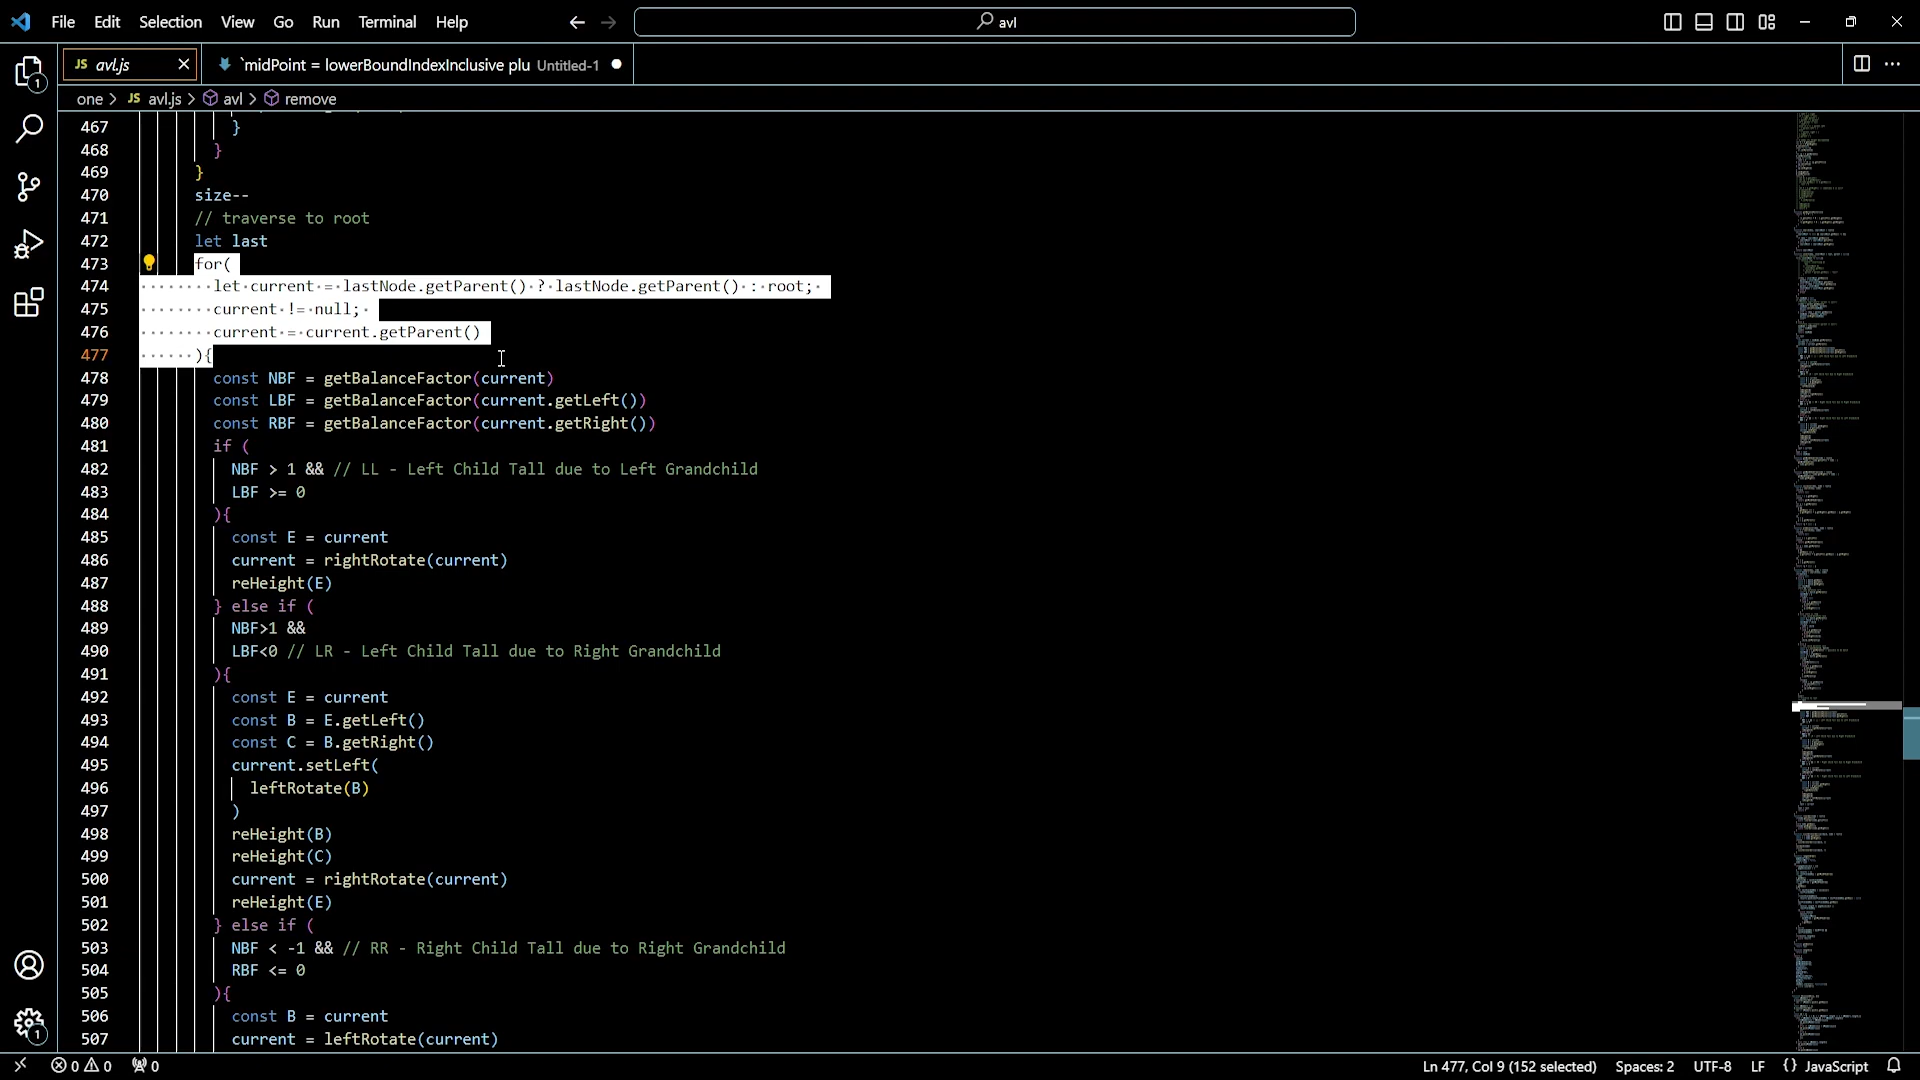 File Edit Selection View Go Run Terminal Help
avl
JS avl.js
`midPoint = lowerBoundIndexInclusive plu Untitled-1
one > JS avl.js > avl > remove
467 }
468 }
469 }
470 size--
471 // traverse to root
472 let last
473 for(
474 let current = lastNode.getParent() ? lastNode.getParent() : root;
475 current != null;
476 current = current.getParent()
477 ){
478 const NBF = getBalanceFactor(current)
479 const LBF = getBalanceFactor(current.getLeft())
480 const RBF = getBalanceFactor(current.getRight())
481 if (
482 NBF > 1 && // LL - Left Child Tall due to Left Grandchild
483 LBF >= 0
484 ){
485 const E = current
486 current = rightRotate(current)
487 reHeight(E)
488 } else if (
489 NBF>1 &&
490 LBF<0 // LR - Left Child Tall due to Right Grandchild
491 ){
492 const E = current
493 const B = E.getLeft()
494 const C = B.getRight()
495 current.setLeft(
496 leftRotate(B)
497 )
498 reHeight(B)
499 reHeight(C)
500 current = rightRotate(current)
501 reHeight(E)
502 } else if (
503 NBF < -1 && // RR - Right Child Tall due to Right Grandchild
504 RBF <= 0
505 ){
506 const B = current
507 current = leftRotate(current)
1
1
0 0 0
Ln 477, Col 9 (152 selected) Spaces: 2 UTF-8 LF {} JavaScript